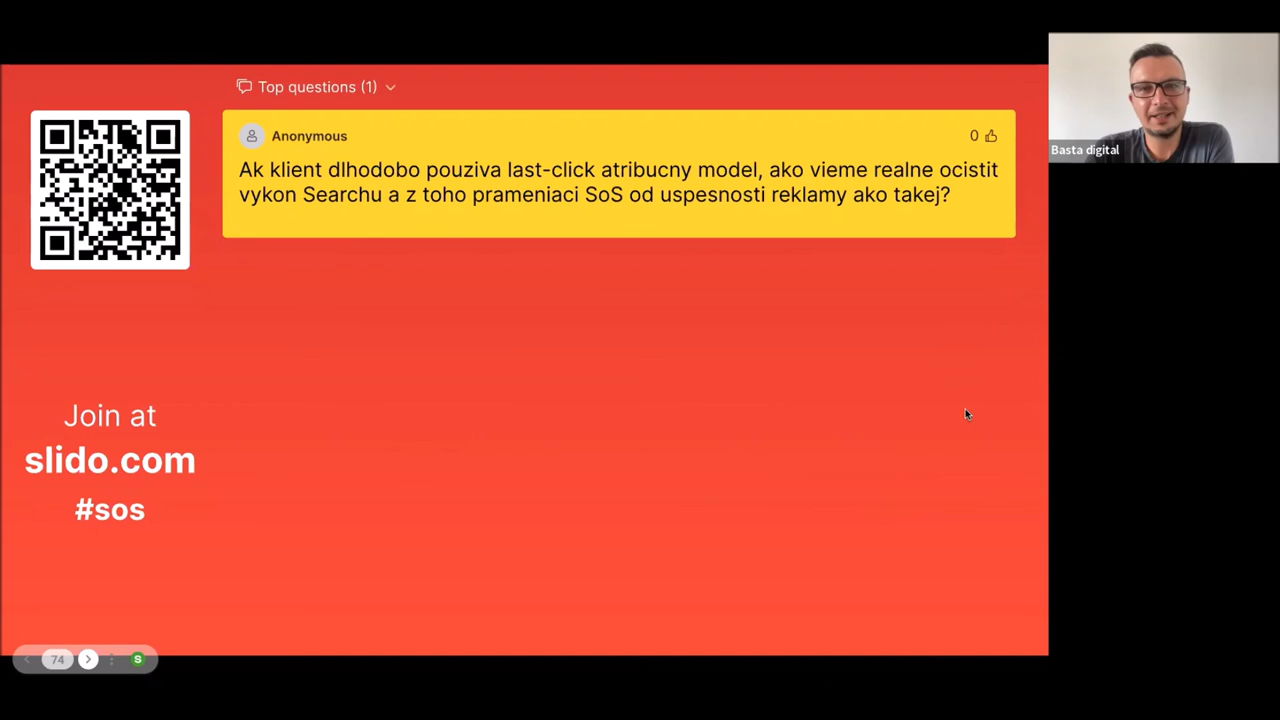 Top questions (1)
Anonymous
0
Ak klient dlhodobo pouziva last-click atribucny model, ako vieme realne ocistit
vykon Searchu a z toho prameniaci SoS od uspesnosti reklamy ako takej?
Basta digital
Join at
slido.com
#sos
74
S